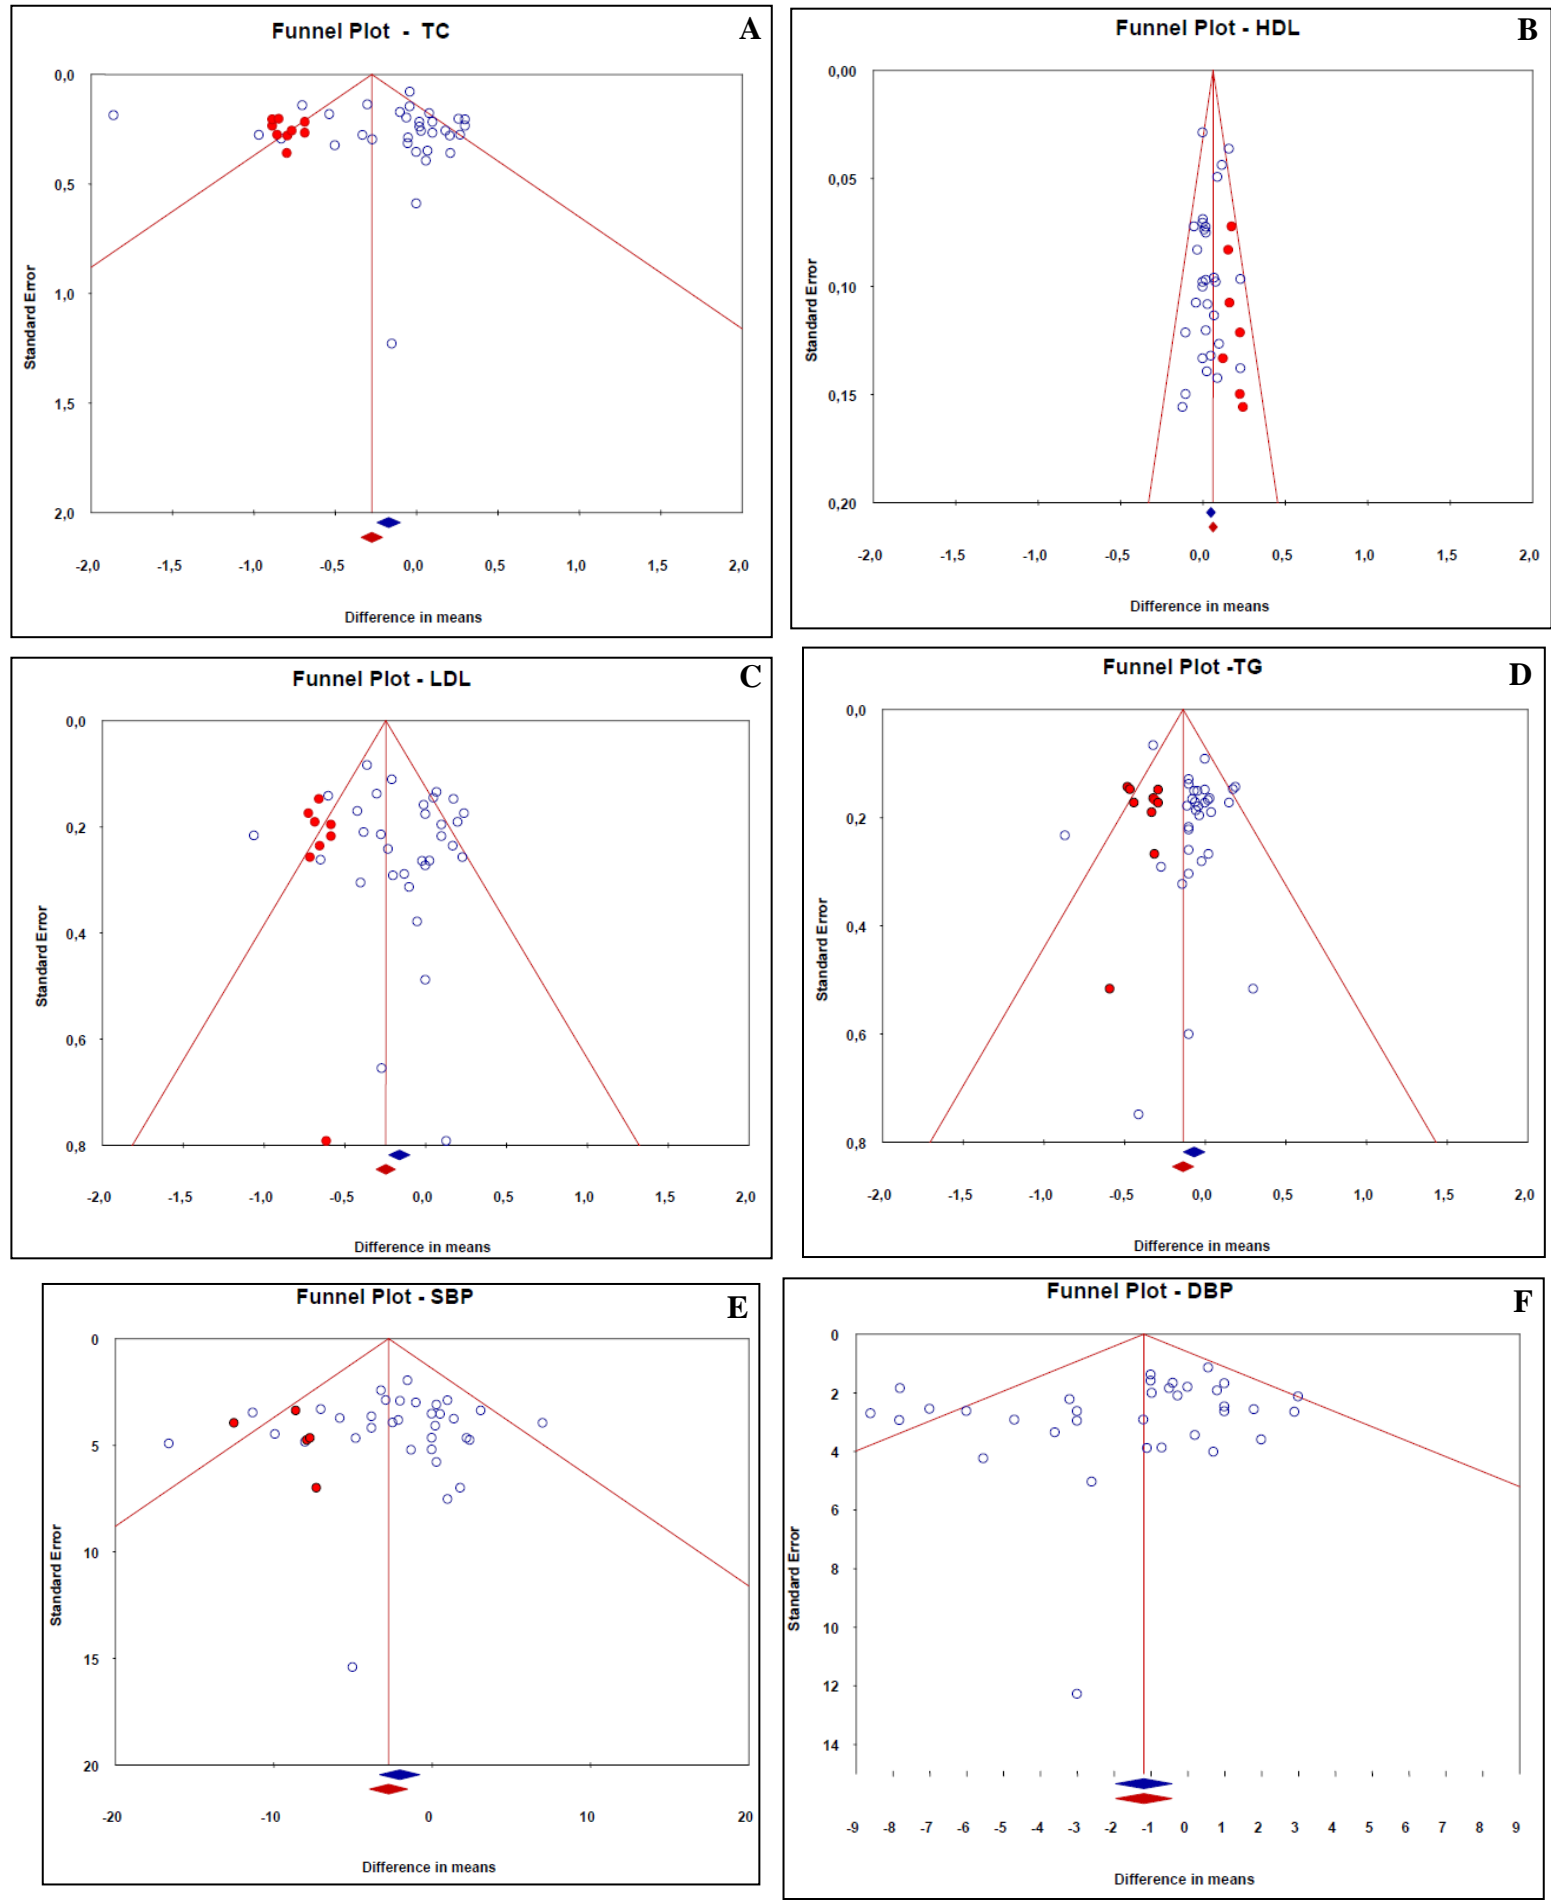 Funnel Plot - TC
A
0,0
0,5
1,0
1,5
2,0
Standard Error
-2,0 -1,5 -1,0 -0,5 0,0 0,5 1,0 1,5 2,0
Difference in means
Funnel Plot - HDL
B
0,00
0,05
0,10
0,15
0,20
Standard Error
-2,0 -1,5 -1,0 -0,5 0,0 0,5 1,0 1,5 2,0
Difference in means
Funnel Plot - LDL
C
0,0
0,2
0,4
0,6
0,8
Standard Error
-2,0 -1,5 -1,0 -0,5 0,0 0,5 1,0 1,5 2,0
Difference in means
Funnel Plot -TG
D
0,0
0,2
0,4
0,6
0,8
Standard Error
-2,0 -1,5 -1,0 -0,5 0,0 0,5 1,0 1,5 2,0
Difference in means
Funnel Plot - SBP
E
0
5
10
15
20
Standard Error
-20 -10 0 10 20
Difference in means
Funnel Plot - DBP
F
0
2
4
6
8
10
12
14
Standard Error
-9 -8 -7 -6 -5 -4 -3 -2 -1 0 1 2 3 4 5 6 7 8 9
Difference in means